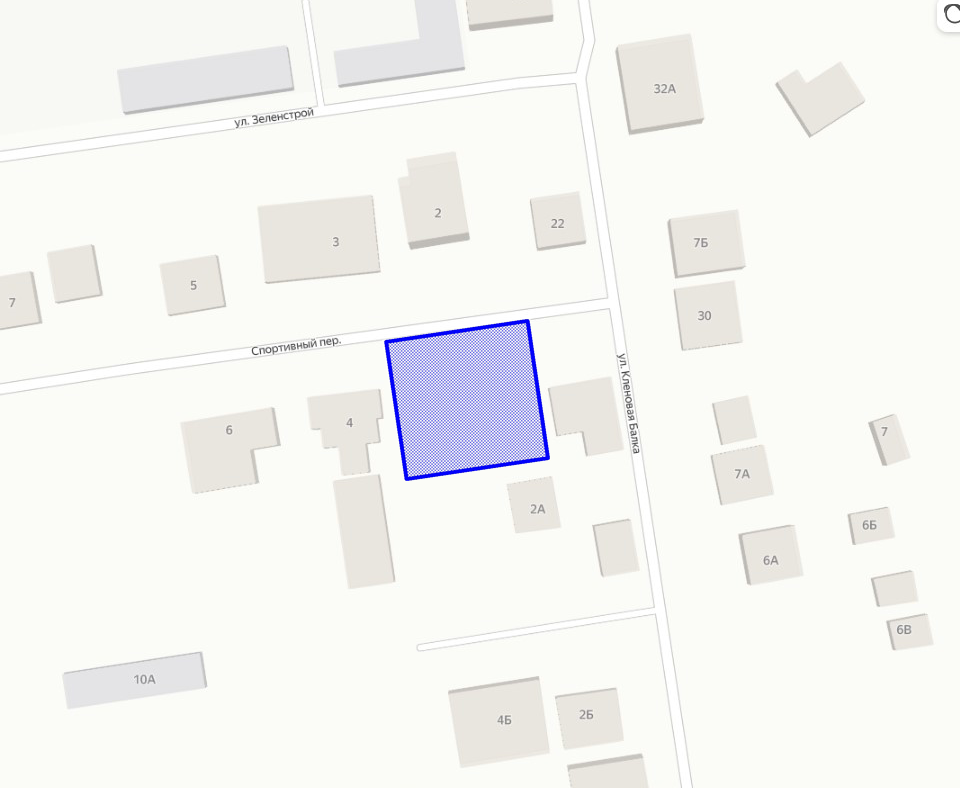 32А
ул. Зеленстрой
2
22
3
7Б
5
7
30
Спортивный пер.
ул. Кленовая Балка
4
6
7
7А
2А
6Б
6А
6В
10А
4Б
2Б